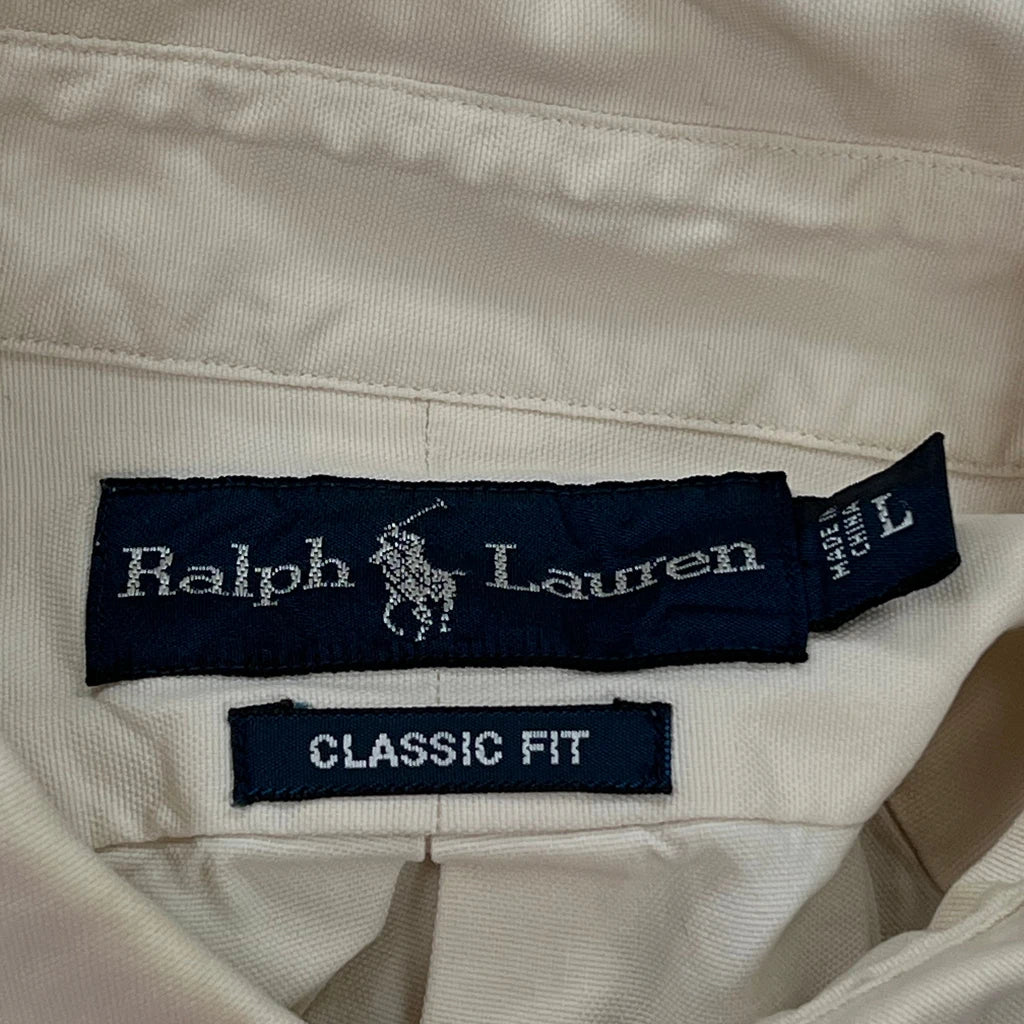 Ralph Lauren
MADE IN
CHINA
L
CLASSIC FIT